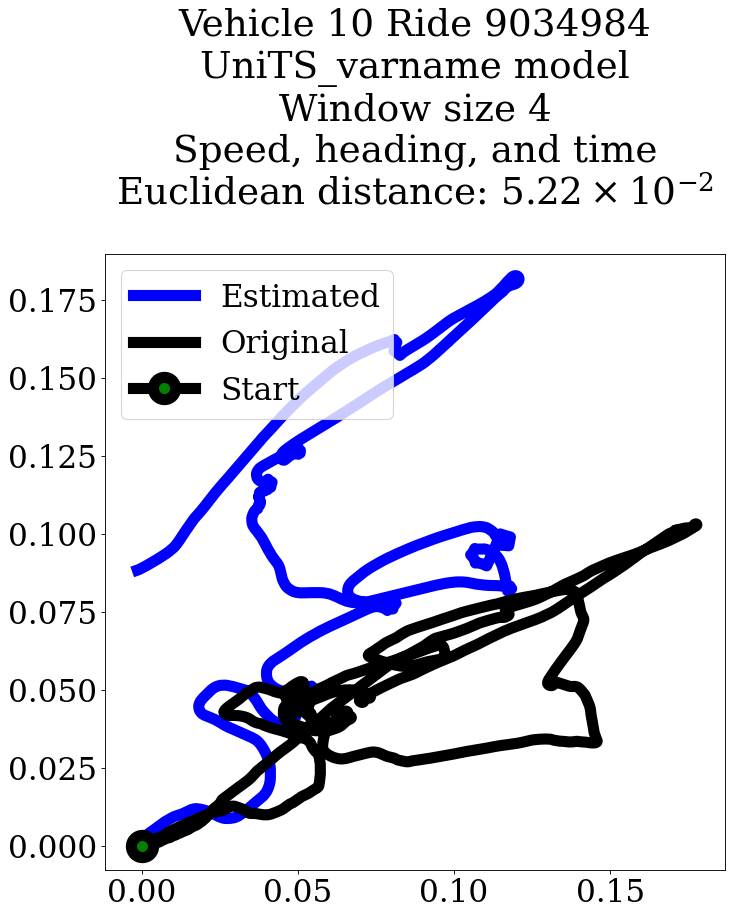 Vehicle 10 Ride 9034984
UniTS_varname model
Window size 4
Speed, heading, and time
Euclidean distance: $5.22 \times 10^{-2}$
Estimated
Original
Start
0.175
0.150
0.125
0.100
0.075
0.050
0.025
0.000
0.00 0.05 0.10 0.15